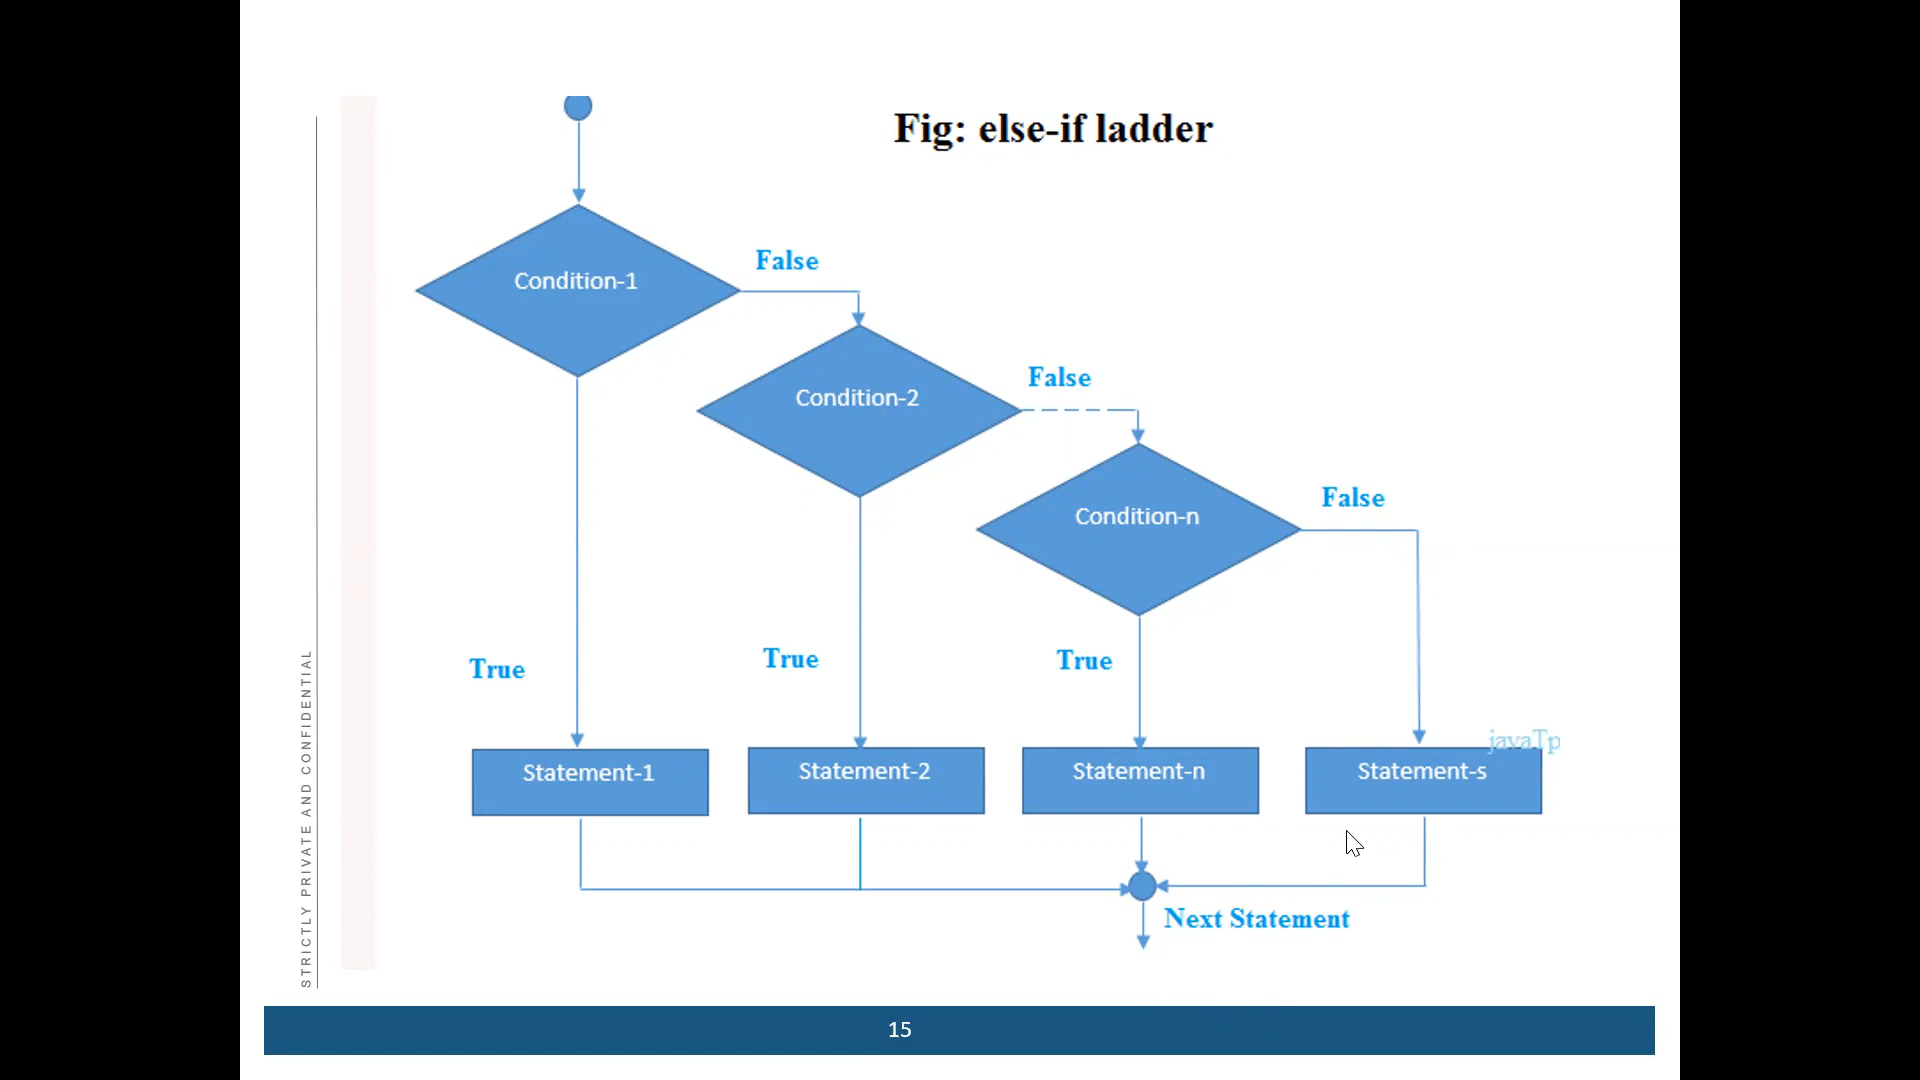 Fig: else-if ladder
Condition-1
False
Condition-2
False
Condition-n
False
True
True
True
Statement-1
Statement-2
Statement-n
Statement-s
javaTp
Next Statement
STRICTLY PRIVATE AND CONFIDENTIAL
15